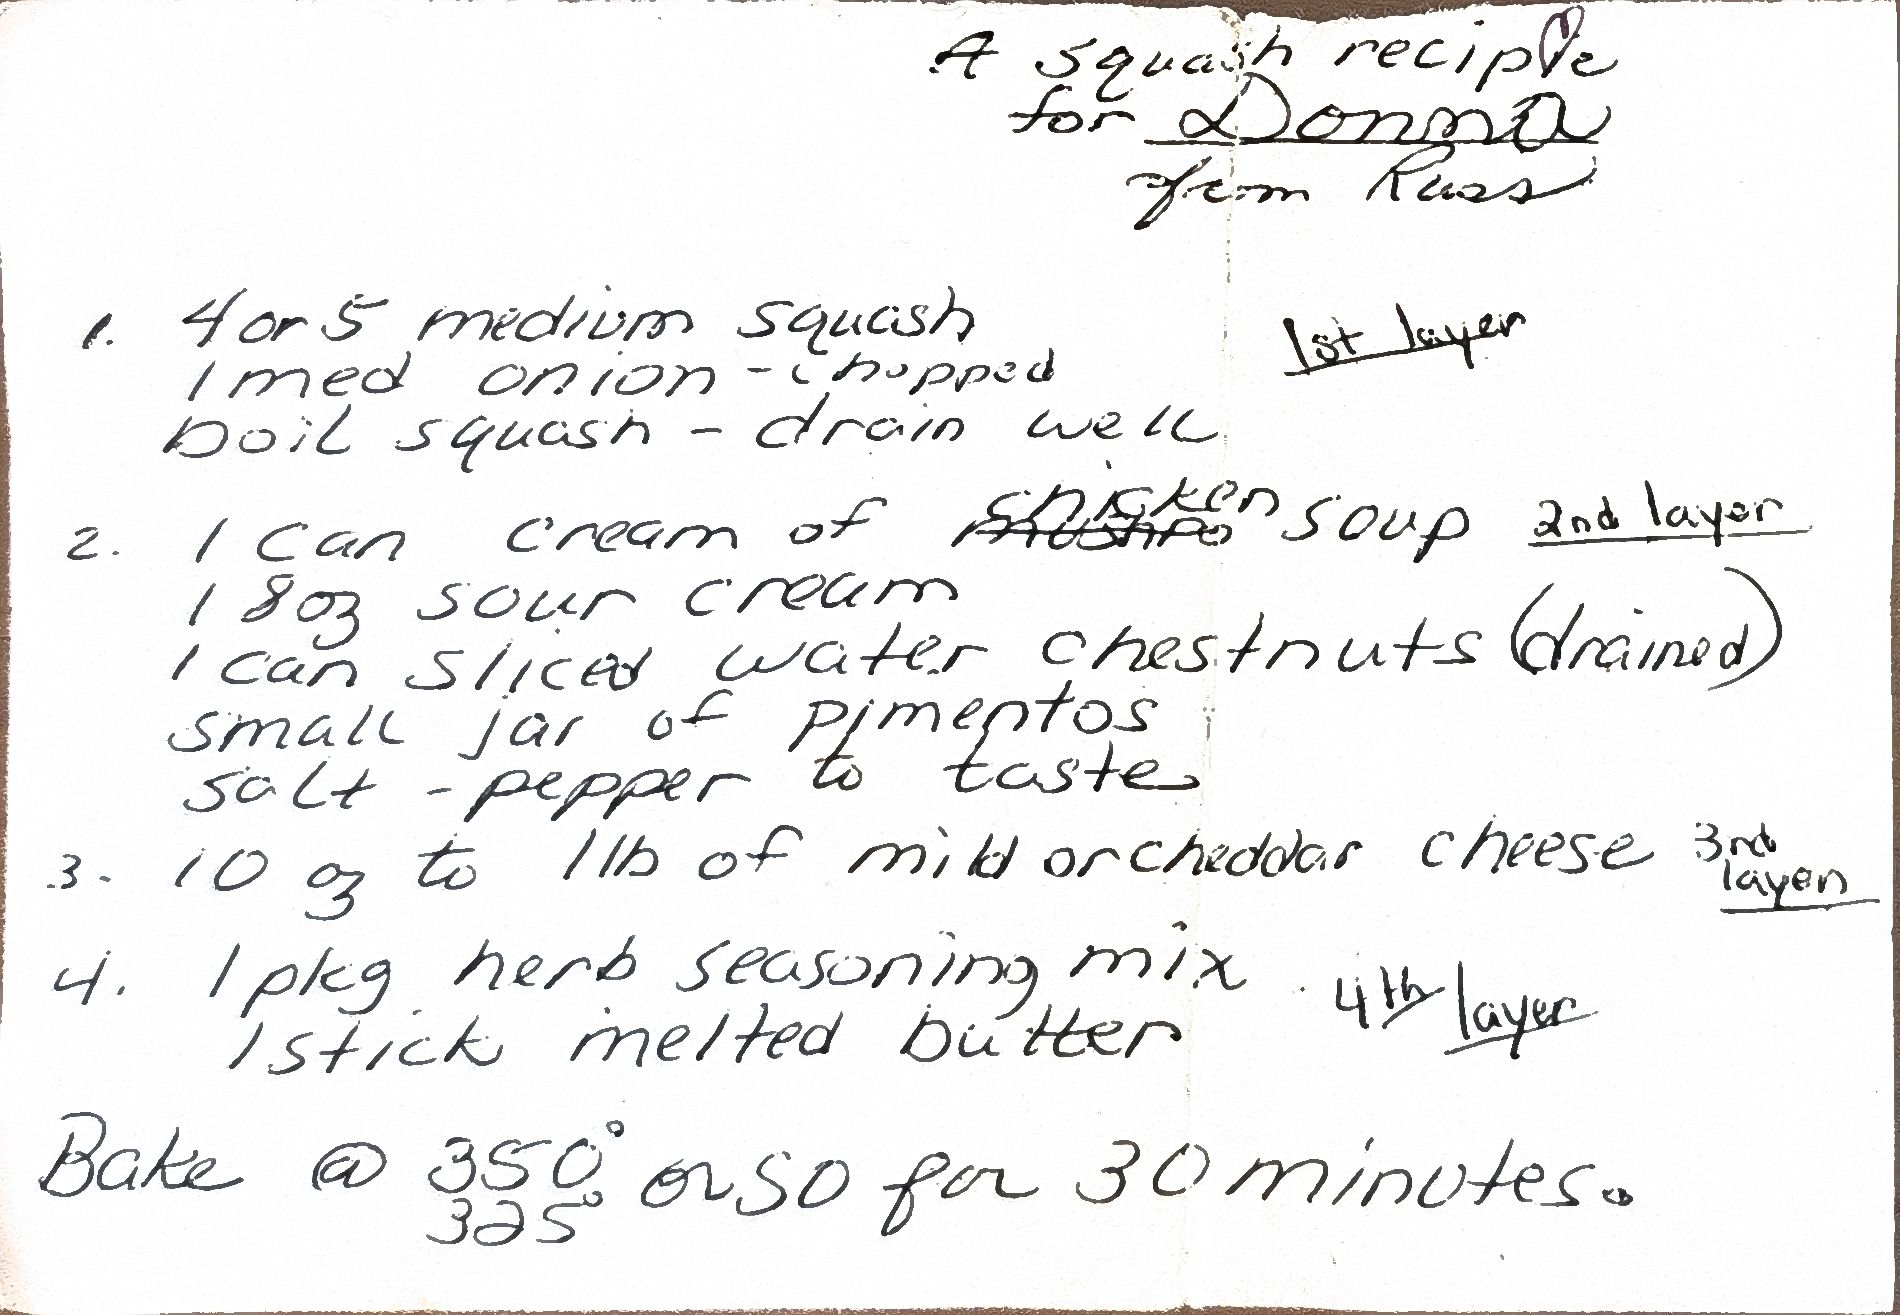 A squash recipe
for Donna
from Russ
1. 4 or 5 medium squash 1st layer
1 med onion - chopped
boil squash - drain well
2. 1 can cream of chicken soup 2nd layer
1 8oz sour cream
1 can sliced water chestnuts (drained)
small jar of pimentos
salt - pepper to taste
3. 10 oz to 1 lb of mild or cheddar cheese 3nd
layer
4. 1 pkg herb seasoning mix 4th layer
1 stick melted butter
Bake @ 350° or so for 30 minutes.
325°